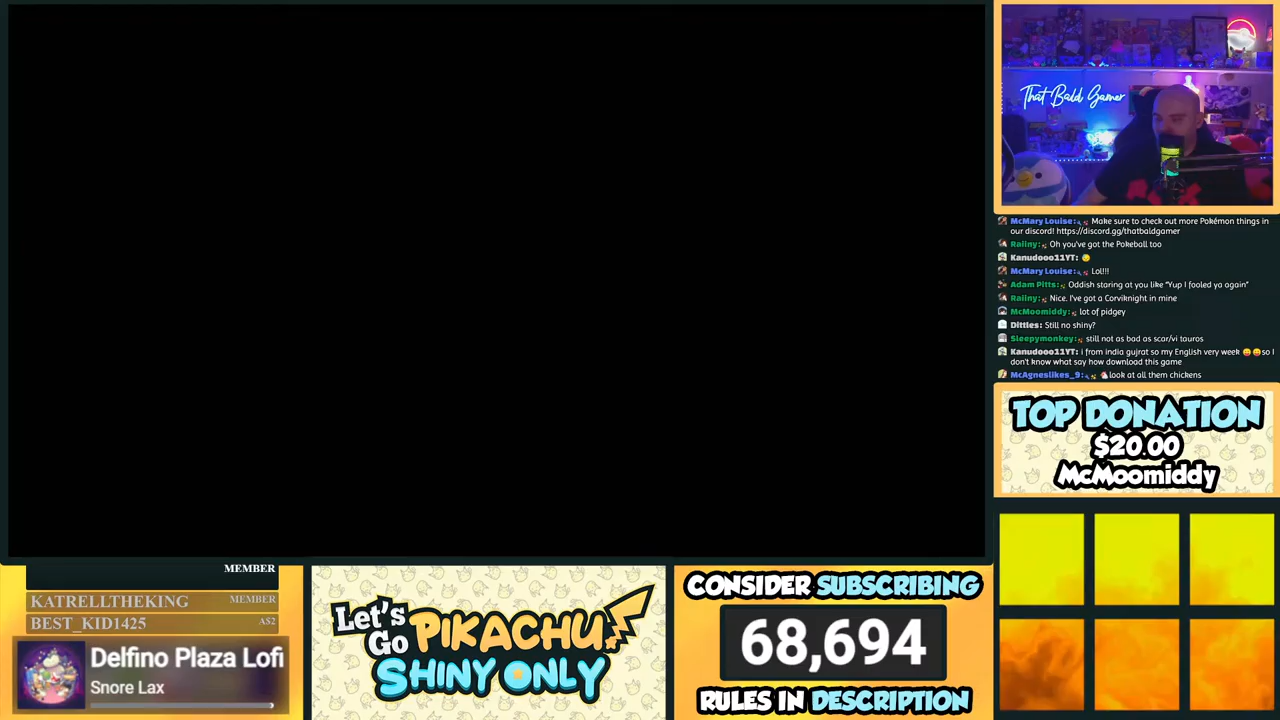 That Bald Gamer
McMary Louise: Make sure to check out more Pokémon things in
our discord! https://discord.gg/thatbaldgamer
Raiiny: Oh you've got the Pokeball too
Kanudooo11YT: 😥
McMary Louise: Lol!!!
Adam Pitts: Oddish staring at you like "Yup I fooled ya again"
Raiiny: Nice. I've got a Corviknight in mine
McMoomiddy: lot of pidgey
Dittles: Still no shiny?
Sleepymonkey: still not as bad as scar/vi tauros
Kanudooo11YT: i from india gujrat so my English very week 😄😄so I
don't know what say how download this game
McAgneslikes_9: 🐔look at all them chickens
TOP DONATION
$20.00
McMoomiddy
MEMBER
KATRELLTHEKING MEMBER
BEST_KID1425 AS2
Delfino Plaza Lofi
Snore Lax
Let's
Go PIKACHU
SHINY ONLY
CONSIDER SUBSCRIBING
68,694
RULES IN DESCRIPTION